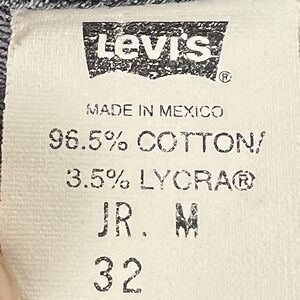 Levi's®
MADE IN MEXICO
96.5% COTTON/
3.5% LYCRA®
JR. M
32